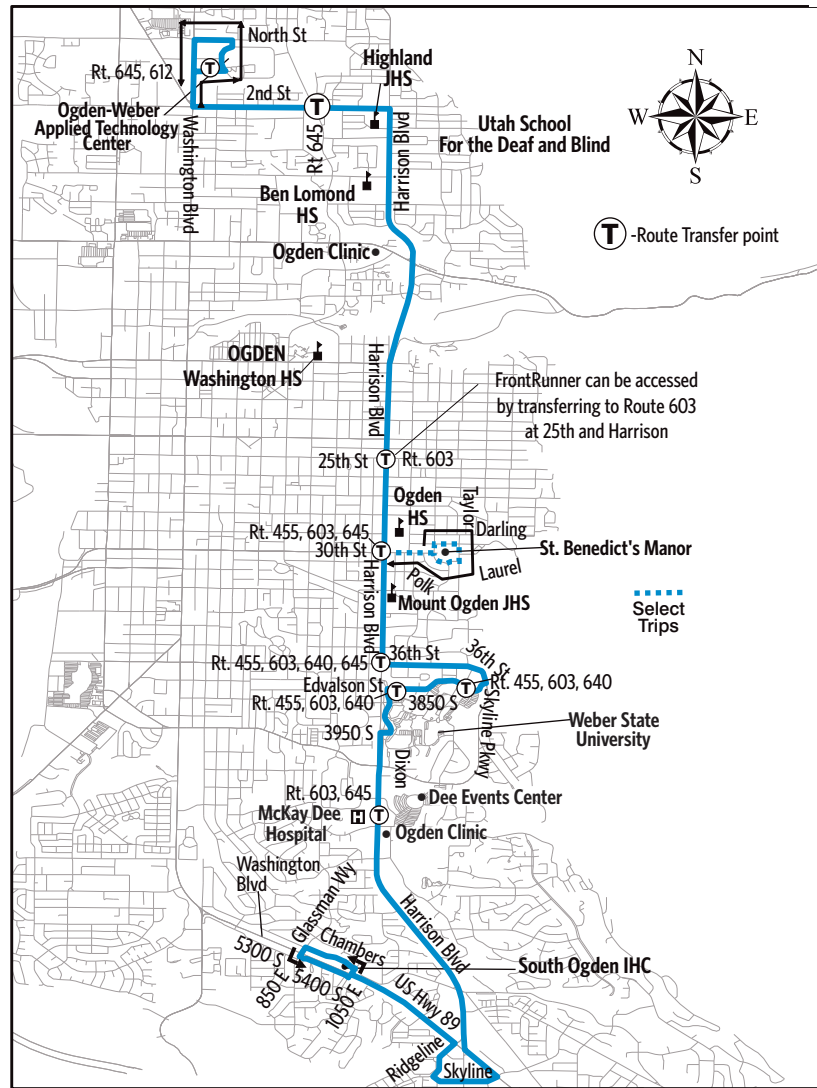 North St
Rt. 645, 612
Highland
JHS
2nd St
Ogden-Weber
Applied Technology
Center
Washington Blvd
Rt 645
Harrison Blvd
Utah School
For the Deaf and Blind
N
W
E
S
Ben Lomond
HS
T
-Route Transfer point
Ogden Clinic
OGDEN
Washington HS
Harrison Blvd
FrontRunner can be accessed
by transferring to Route 603
at 25th and Harrison
25th St
T
Rt. 603
Ogden
HS
Taylor
Darling
Rt. 455, 603, 645
30th St
T
St. Benedict's Manor
Laurel
Polk
Harrison Blvd
Mount Ogden JHS
Select
Trips
36th St
36th St
Rt. 455, 603, 640, 645
T
Edvalson St
T
Rt. 455, 603, 640
Rt. 455, 603, 640
T
3850 S
Skyline Pkwy
3950 S
Weber State
University
Dixon
Rt. 603, 645
Dee Events Center
McKay Dee
Hospital
H
T
Ogden Clinic
Washington
Blvd
Glassman Wy
Chambers
Harrison Blvd
5300 S
850 E
5400 S
1050 E
South Ogden IHC
US Hwy 89
Ridgeline
Skyline
T
T